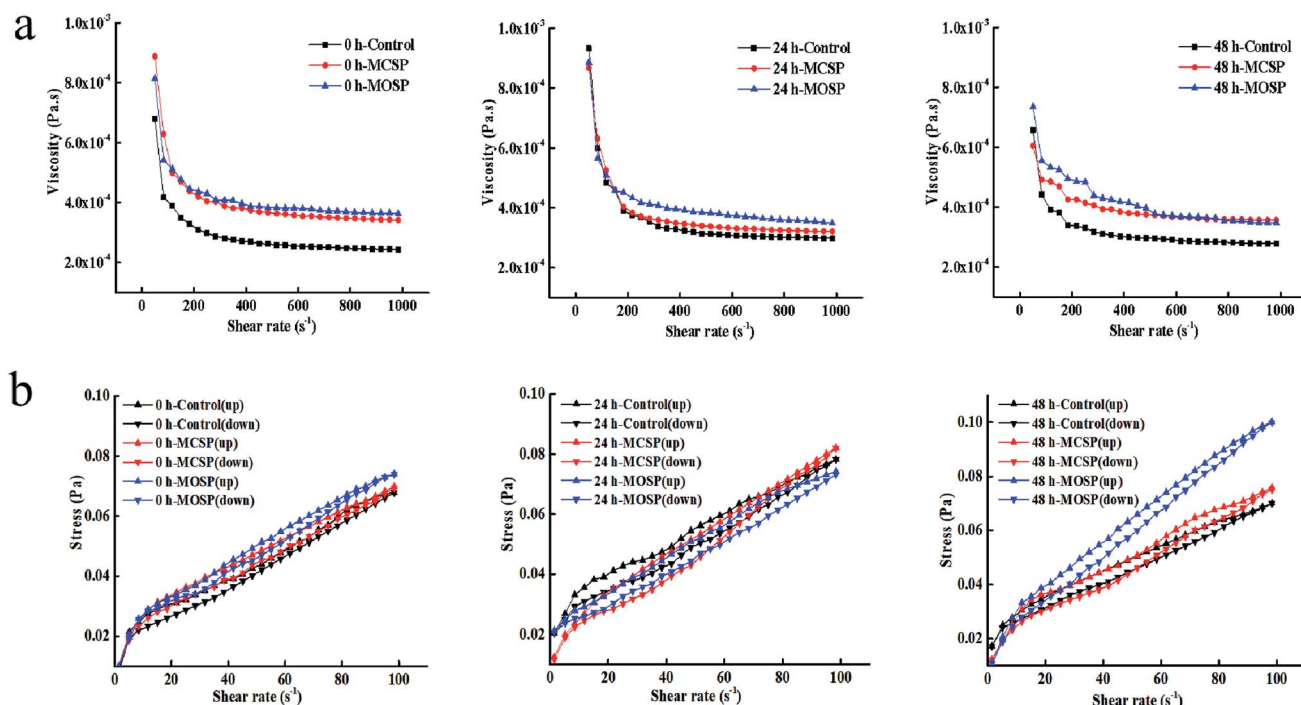 a
1.0x10-3
8.0x10-4
6.0x10-4
4.0x10-4
2.0x10-4
Viscosity (Pa.s)
0 h-Control
0 h-MCSP
0 h-MOSP
0 200 400 600 800 1000
Shear rate (s-1)
1.0x10-3
8.0x10-4
6.0x10-4
4.0x10-4
2.0x10-4
Viscosity (Pa.s)
24 h-Control
24 h-MCSP
24 h-MOSP
0 200 400 600 800 1000
Shear rate (s-1)
1.0x10-3
8.0x10-4
6.0x10-4
4.0x10-4
2.0x10-4
Viscosity (Pa.s)
48 h-Control
48 h-MCSP
48 h-MOSP
0 200 400 600 800 1000
Shear rate (s-1)
b
0.10
0.08
0.06
0.04
0.02
Stress (Pa)
0 h-Control(up)
0 h-Control(down)
0 h-MCSP(up)
0 h-MCSP(down)
0 h-MOSP(up)
0 h-MOSP(down)
0 20 40 60 80 100
Shear rate (s-1)
0.10
0.08
0.06
0.04
0.02
Stress (Pa)
24 h-Control(up)
24 h-Control(down)
24 h-MCSP(up)
24 h-MCSP(down)
24 h-MOSP(up)
24 h-MOSP(down)
0 20 40 60 80 100
Shear rate (s-1)
0.10
0.08
0.06
0.04
0.02
Stress (Pa)
48 h-Control(up)
48 h-Control(down)
48 h-MCSP(up)
48 h-MCSP(down)
48 h-MOSP(up)
48 h-MOSP(down)
0 20 40 60 80 100
Shear rate (s-1)